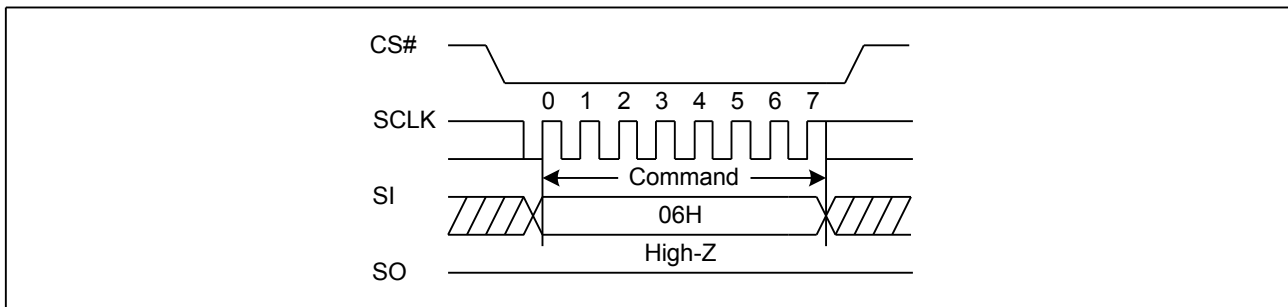 CS#
0 1 2 3 4 5 6 7
SCLK
Command
SI
06H
High-Z
SO